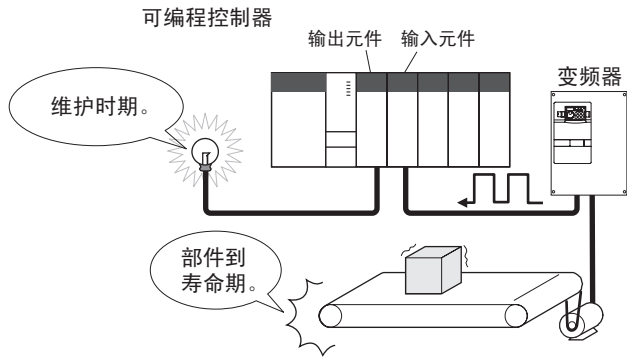 可编程控制器
输出元件
输入元件
变频器
维护时期。
部件到
寿命期。